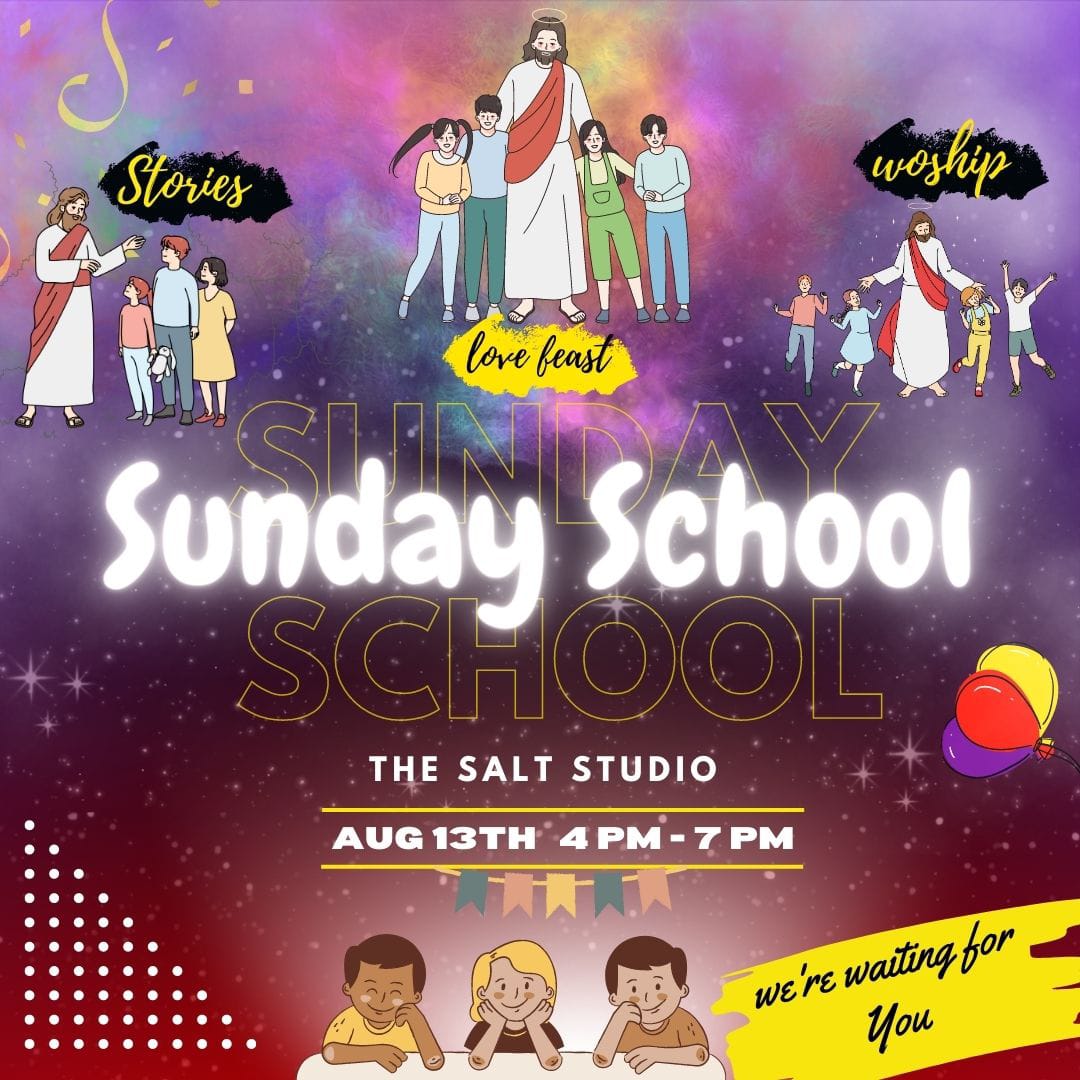 Stories
woship
love feast
SUNDAY
Sunday School
SCHOOL
THE SALT STUDIO
AUG 13TH 4 PM - 7 PM
we're waiting for
You